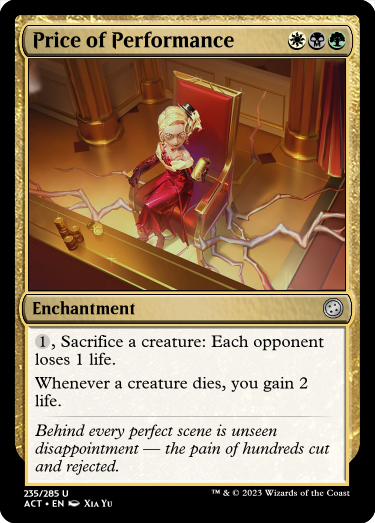 Price of Performance
Enchantment
1, Sacrifice a creature: Each opponent
loses 1 life.
Whenever a creature dies, you gain 2
life.
Behind every perfect scene is unseen
disappointment — the pain of hundreds cut
and rejected.
235/285 U
ACT • EN Xia Yu
™ & © 2023 Wizards of the Coast